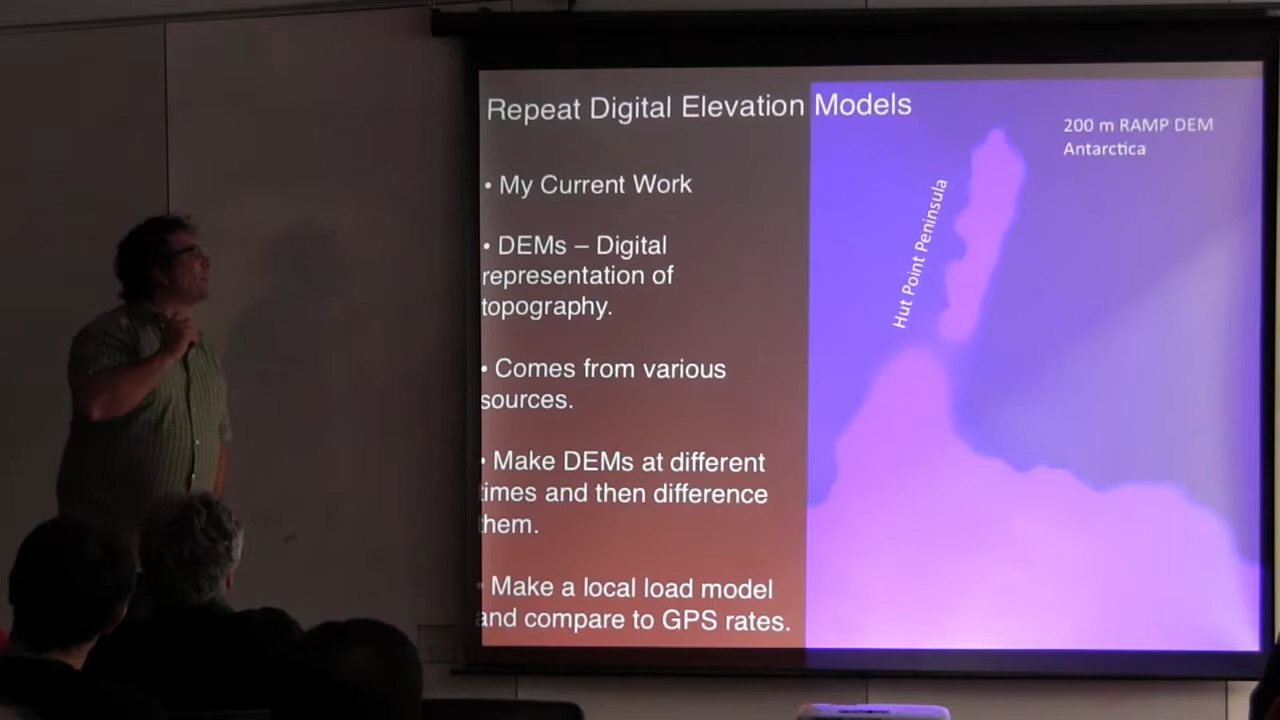 Repeat Digital Elevation Models
• My Current Work
• DEMs – Digital
representation of
topography.
• Comes from various
sources.
• Make DEMs at different
times and then difference
them.
• Make a local load model
and compare to GPS rates.
200 m RAMP DEM
Antarctica
Hut Point Peninsula